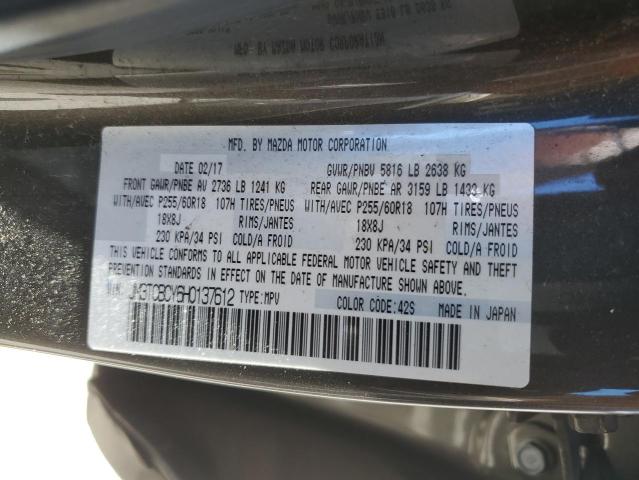 MFD. BY MAZDA MOTOR CORPORATION
DATE 02/17 GVWR/PNBV 5816 LB 2638 KG
FRONT GAWR/PNBE AV 2736 LB 1241 KG REAR GAWR/PNBE AR 3159 LB 1433 KG
WITH/AVEC P255/60R18 107H TIRES/PNEUS WITH/AVEC P255/60R18 107H TIRES/PNEUS
18X8J RIMS/JANTES 18X8J RIMS/JANTES
230 KPA/34 PSI COLD/A FROID 230 KPA/34 PSI COLD/A FROID
THIS VEHICLE CONFORMS TO ALL APPLICABLE FEDERAL MOTOR VEHICLE SAFETY AND THEFT
PREVENTION STANDARDS IN EFFECT ON THE DATE OF MANUFACTURE SHOWN ABOVE.
VIN: JM3TCBCY6H0137612 TYPE:MPV COLOR CODE:42S MADE IN JAPAN